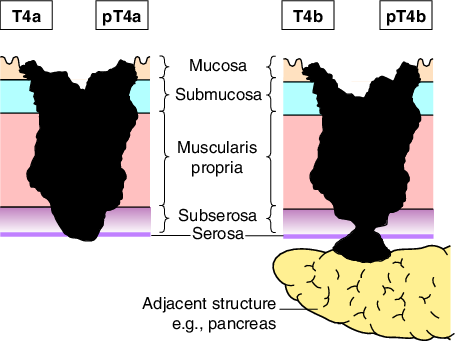 T4a pT4a T4b pT4b
Mucosa
Submucosa
Muscularis
propria
Subserosa
Serosa
Adjacent structure
e.g., pancreas